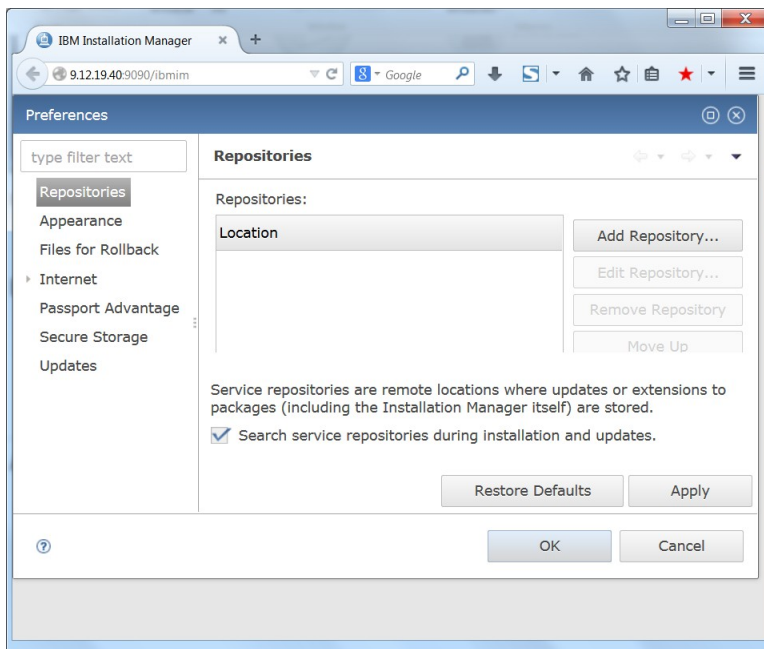 IBM Installation Manager
9.12.19.40:9090/ibmim
Google
Preferences
type filter text
Repositories
Appearance
Files for Rollback
Internet
Passport Advantage
Secure Storage
Updates
Repositories
Repositories:
Location
Add Repository...
Edit Repository...
Remove Repository
Move Up
Service repositories are remote locations where updates or extensions to
packages (including the Installation Manager itself) are stored.
Search service repositories during installation and updates.
Restore Defaults
Apply
OK
Cancel